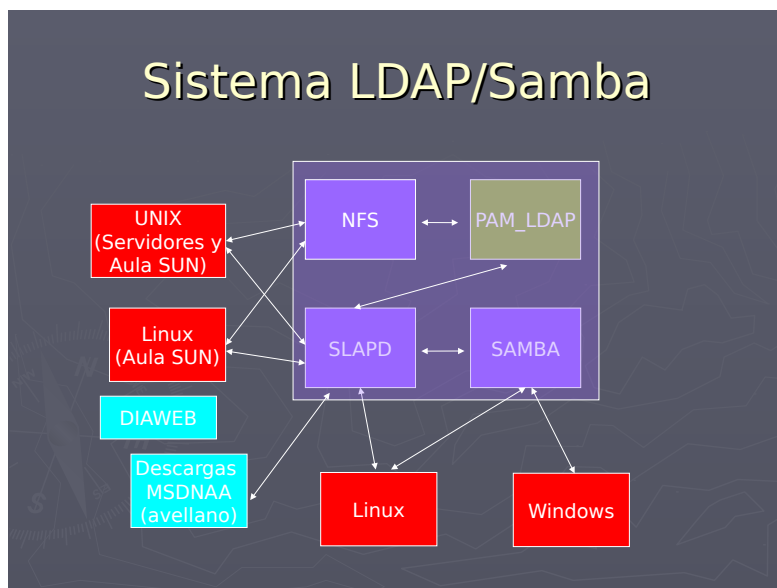 Sistema LDAP/Samba
NFS
PAM_LDAP
UNIX
(Servidores y
Aula SUN)
Linux
(Aula SUN)
SLAPD
SAMBA
DIAWEB
Descargas
MSDNAA
(avellano)
Linux
Windows